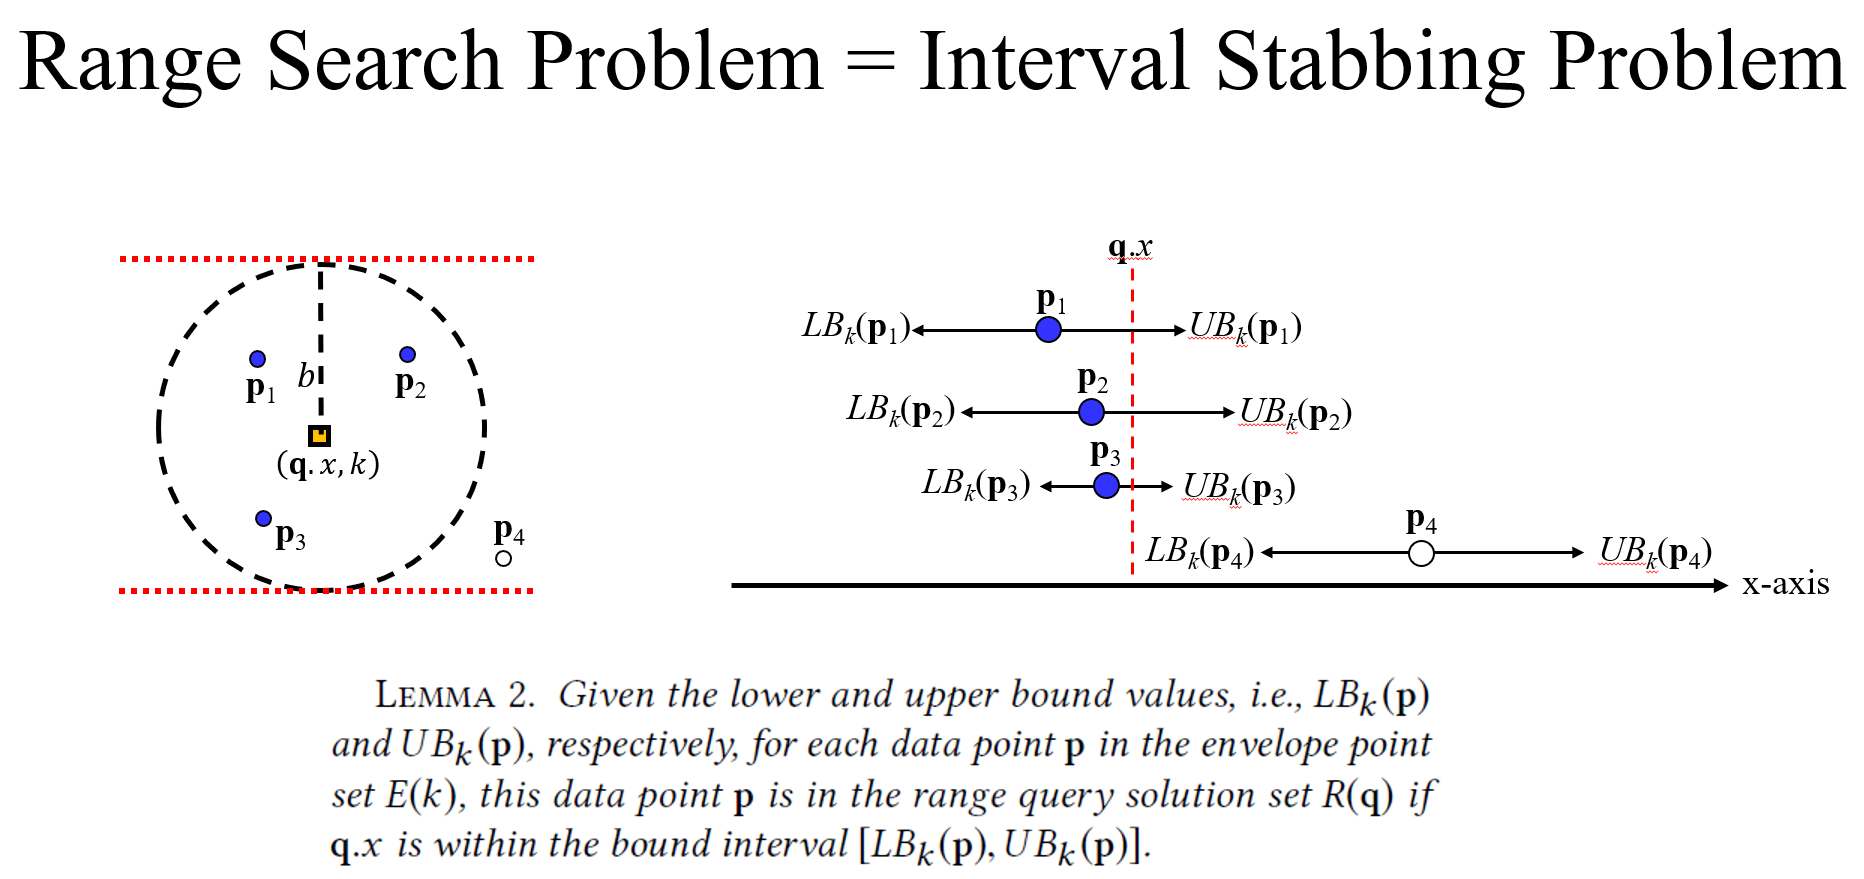 Range Search Problem = Interval Stabbing Problem
p1
b
p2
(q.x, k)
p3
p4
q.x
p1
LBk(p1)
UBk(p1)
p2
LBk(p2)
UBk(p2)
p3
LBk(p3)
UBk(p3)
p4
LBk(p4)
UBk(p4)
x-axis
Lemma 2. Given the lower and upper bound values, i.e., LBk(p)
and UBk(p), respectively, for each data point p in the envelope point
set E(k), this data point p is in the range query solution set R(q) if
q.x is within the bound interval [LBk(p), UBk(p)].